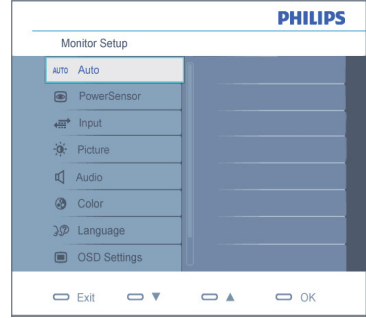 PHILIPS
Monitor Setup
AUTO Auto
PowerSensor
Input
Picture
Audio
Color
Language
OSD Settings
Exit ▼ ▲ OK